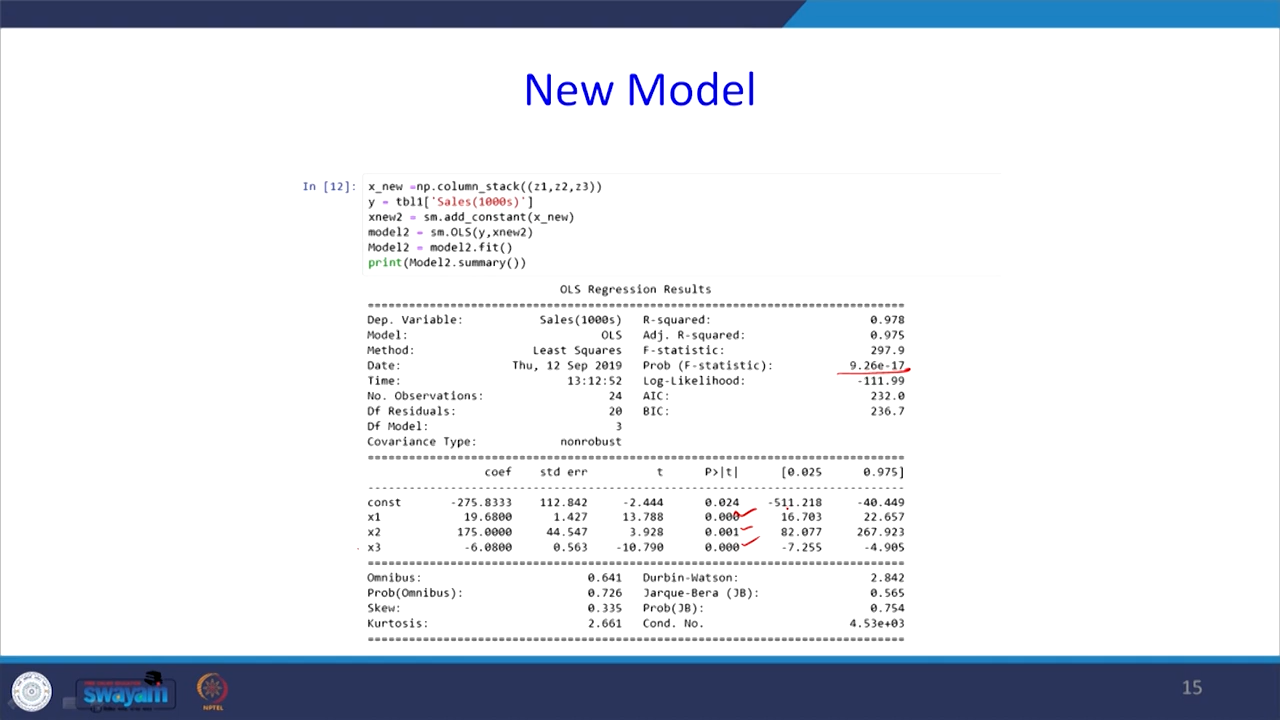 New Model
In [12]: x_new =np.column_stack((z1,z2,z3))
y = tbl1['Sales(1000s)']
xnew2 = sm.add_constant(x_new)
model2 = sm.OLS(y,xnew2)
Model2 = model2.fit()
print(Model2.summary())
OLS Regression Results
==============================================================================
Dep. Variable: Sales(1000s) R-squared: 0.978
Model: OLS Adj. R-squared: 0.975
Method: Least Squares F-statistic: 297.9
Date: Thu, 12 Sep 2019 Prob (F-statistic): 9.26e-17
Time: 13:12:52 Log-Likelihood: -111.99
No. Observations: 24 AIC: 232.0
Df Residuals: 20 BIC: 236.7
Df Model: 3
Covariance Type: nonrobust
==============================================================================
coef std err t P>|t| [0.025 0.975]
------------------------------------------------------------------------------
const -275.8333 112.842 -2.444 0.024 -511.218 -40.449
x1 19.6800 1.427 13.788 0.000 16.703 22.657
x2 175.0000 44.547 3.928 0.001 82.077 267.923
x3 -6.0800 0.563 -10.790 0.000 -7.255 -4.905
==============================================================================
Omnibus: 0.641 Durbin-Watson: 2.842
Prob(Omnibus): 0.726 Jarque-Bera (JB): 0.565
Skew: 0.335 Prob(JB): 0.754
Kurtosis: 2.661 Cond. No. 4.53e+03
==============================================================================
swayam
NPTEL
15